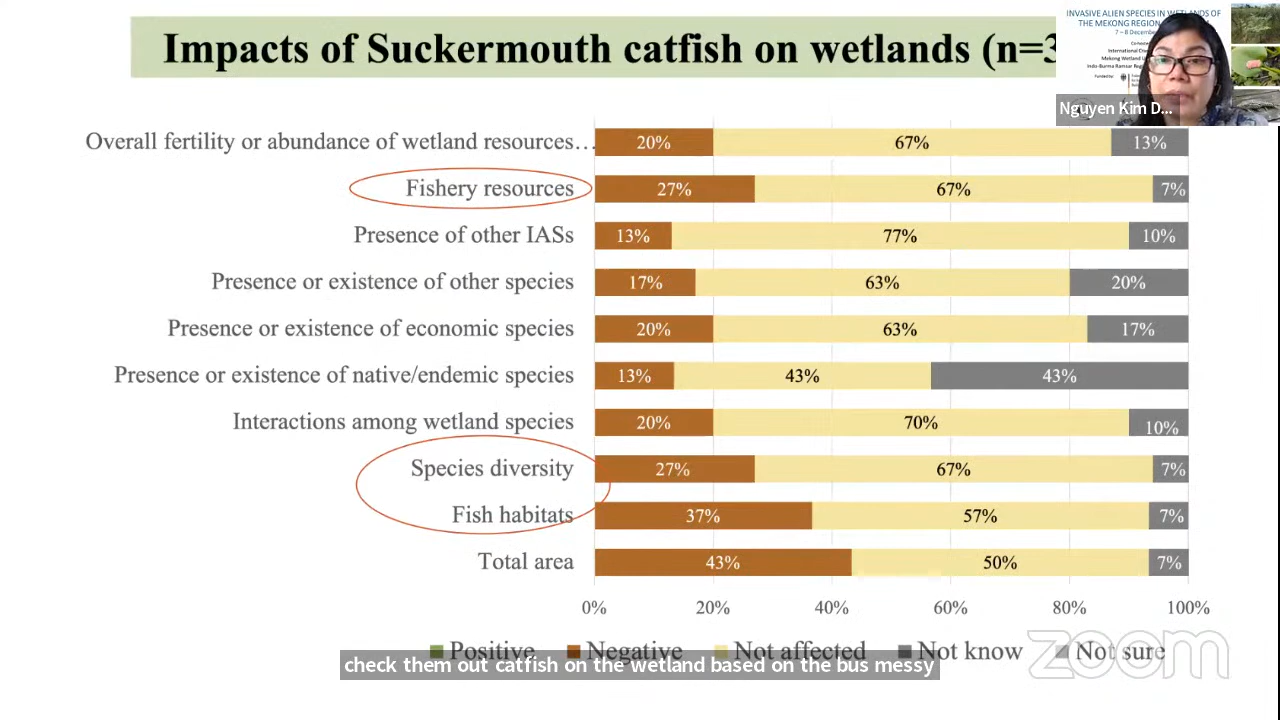 Impacts of Suckermouth catfish on wetlands (n=3
INVASIVE ALIEN SPECIES IN WETLANDS OF
THE MEKONG REGION
7 – 8 Decembe
Nguyen Kim D...
Overall fertility or abundance of wetland resources… 20% 67% 13%
Fishery resources 27% 67% 7%
Presence of other IASs 13% 77% 10%
Presence or existence of other species 17% 63% 20%
Presence or existence of economic species 20% 63% 17%
Presence or existence of native/endemic species 13% 43% 43%
Interactions among wetland species 20% 70% 10%
Species diversity 27% 67% 7%
Fish habitats 37% 57% 7%
Total area 43% 50% 7%
0% 20% 40% 60% 80% 100%
Positive Negative Not affected Not know Not sure
check them out catfish on the wetland based on the bus messy
zoom